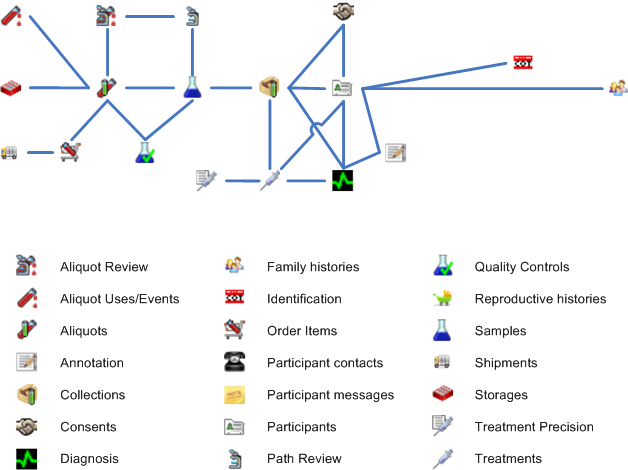 Aliquot Review
Family histories
Quality Controls
Aliquot Uses/Events
Identification
Reproductive histories
Aliquots
Order Items
Samples
Annotation
Participant contacts
Shipments
Collections
Participant messages
Storages
Consents
Participants
Treatment Precision
Diagnosis
Path Review
Treatments